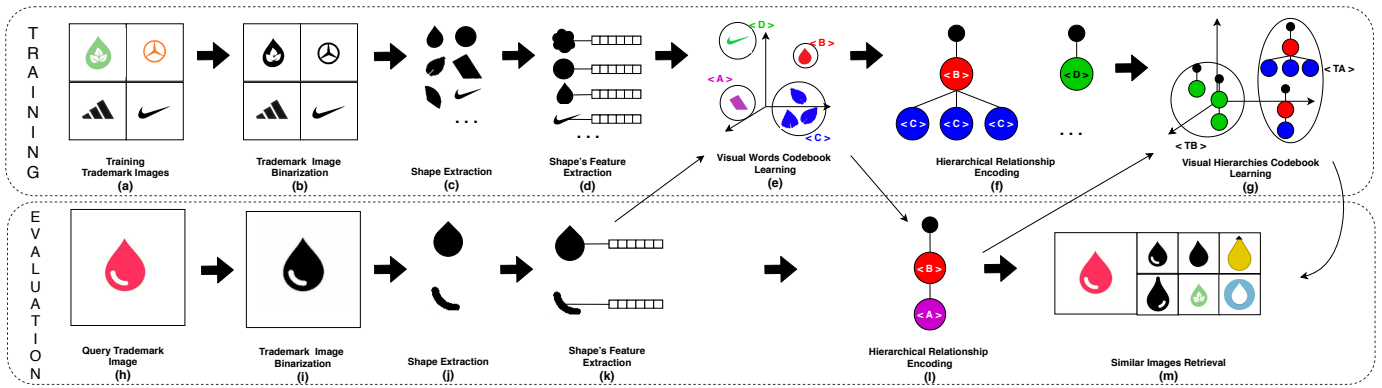 TRAINING
< D >
< B >
< A >
< C >
. . .
. . .
< B >
< C >
< C >
< C >
< D >
. . .
< TA >
< TB >
Training
Trademark Images
(a)
Trademark Image
Binarization
(b)
Shape Extraction
(c)
Shape's Feature
Extraction
(d)
Visual Words Codebook
Learning
(e)
Hierarchical Relationship
Encoding
(f)
Visual Hierarchies Codebook
Learning
(g)
EVALUATION
< B >
< A >
Query Trademark
Image
(h)
Trademark Image
Binarization
(i)
Shape Extraction
(j)
Shape's Feature
Extraction
(k)
Hierarchical Relationship
Encoding
(l)
Similar Images Retrieval
(m)